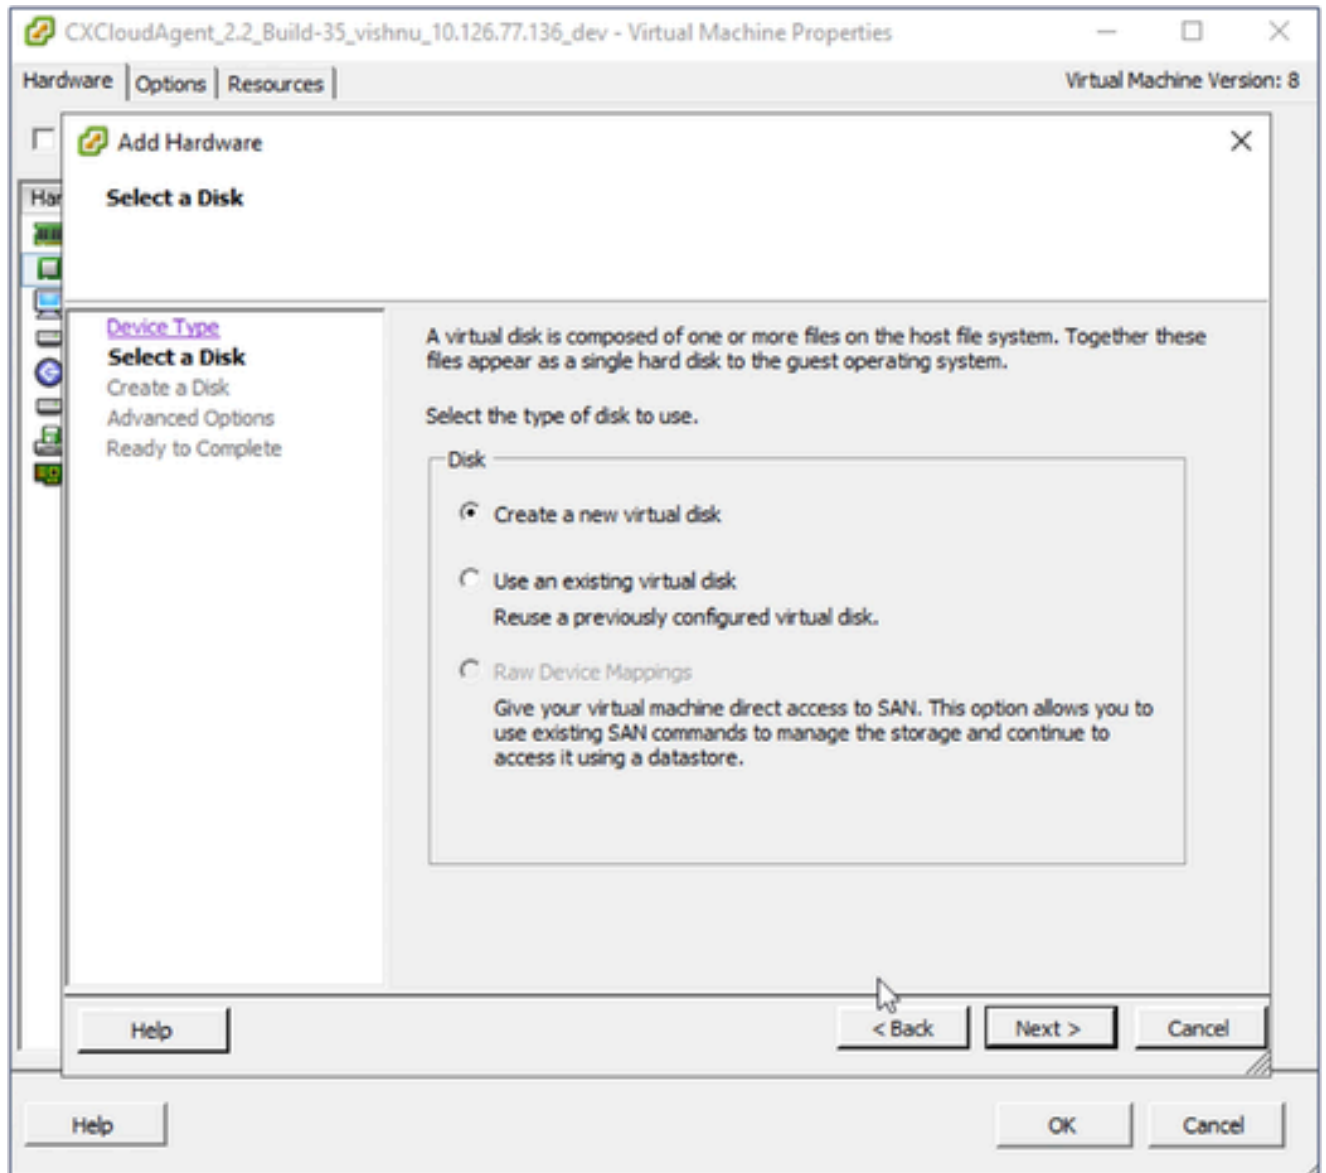 CXCloudAgent_2.2_Build-35_vishnu_10.126.77.136_dev - Virtual Machine Properties
Hardware Options Resources Virtual Machine Version: 8
Add Hardware
Select a Disk
Har
Device Type
Select a Disk
Create a Disk
Advanced Options
Ready to Complete
A virtual disk is composed of one or more files on the host file system. Together these
files appear as a single hard disk to the guest operating system.
Select the type of disk to use.
Disk
Create a new virtual disk
Use an existing virtual disk
Reuse a previously configured virtual disk.
Raw Device Mappings
Give your virtual machine direct access to SAN. This option allows you to
use existing SAN commands to manage the storage and continue to
access it using a datastore.
Help < Back Next > Cancel
Help OK Cancel